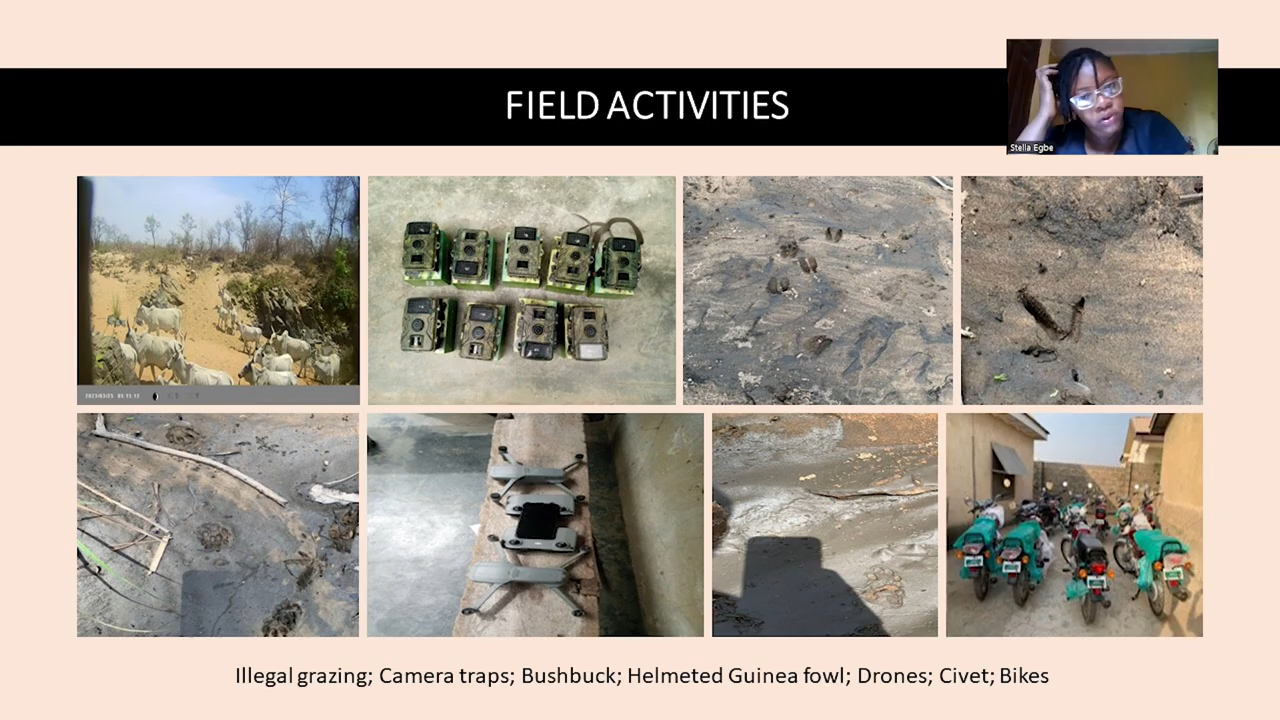 FIELD ACTIVITIES
Stella Egbe
Illegal grazing; Camera traps; Bushbuck; Helmeted Guinea fowl; Drones; Civet; Bikes